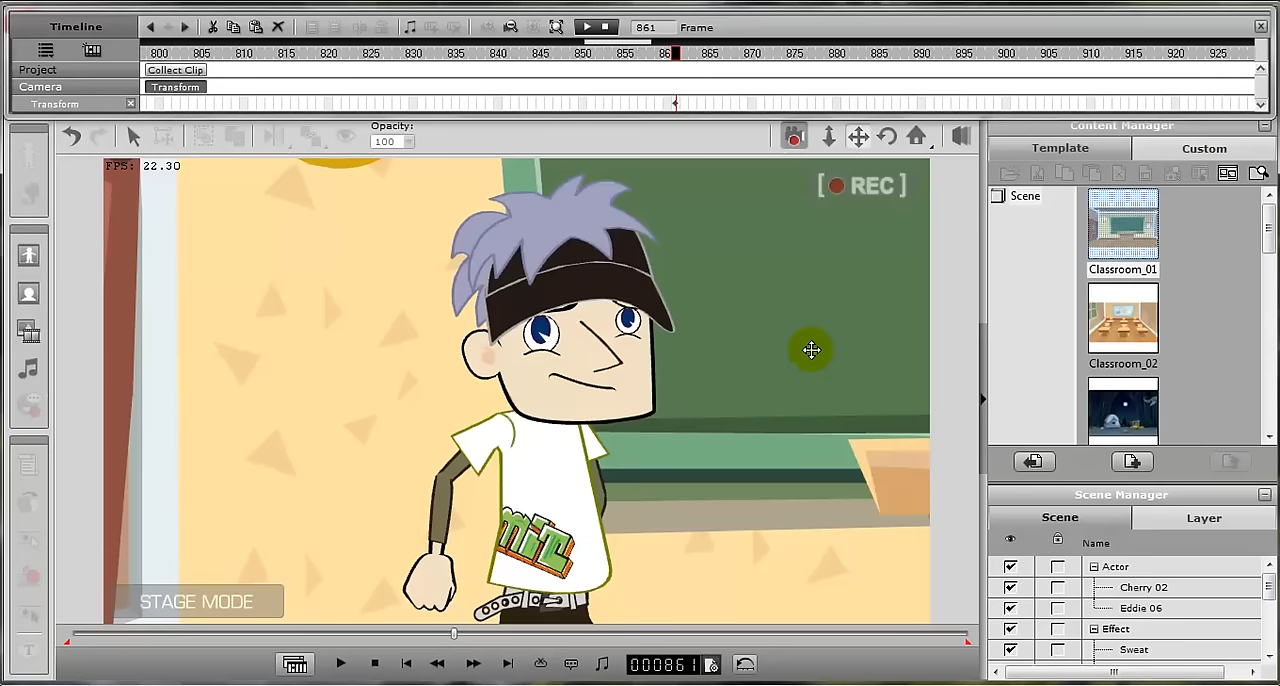 Timeline
861 Frame
800 805 810 815 820 825 830 835 840 845 850 855 86 865 870 875 880 885 890 895 900 905 910 915 920 925
Project
Collect Clip
Camera
Transform
Transform
Opacity:
100
Content Manager
Template
Custom
FPS: 22.30
[ REC ]
Scene
Classroom_01
Classroom_02
STAGE MODE
Scene Manager
Scene
Layer
Name
Actor
Cherry 02
Eddie 06
Effect
Sweat
000861